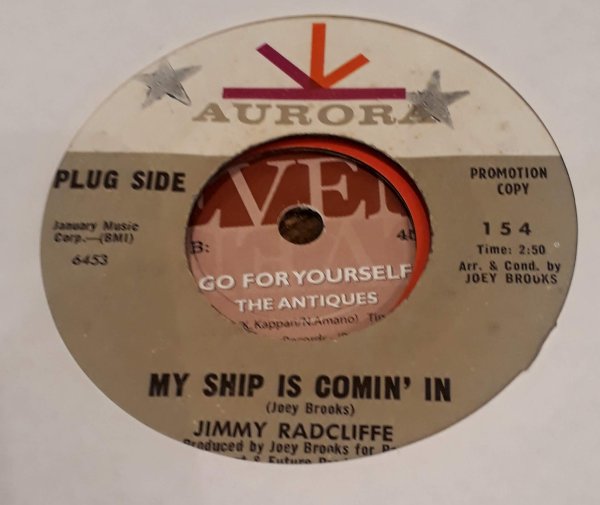 AURORA
PLUG SIDE
PROMOTION
COPY
January Music
Corp.—(BMI)
6453
154
Time: 2:50
Arr. & Cond. by
JOEY BROOKS
B:
GO FOR YOURSELF
THE ANTIQUES
Kappan/N.Amano)
MY SHIP IS COMIN' IN
(Joey Brooks)
JIMMY RADCLIFFE
Produced by Joey Brooks for